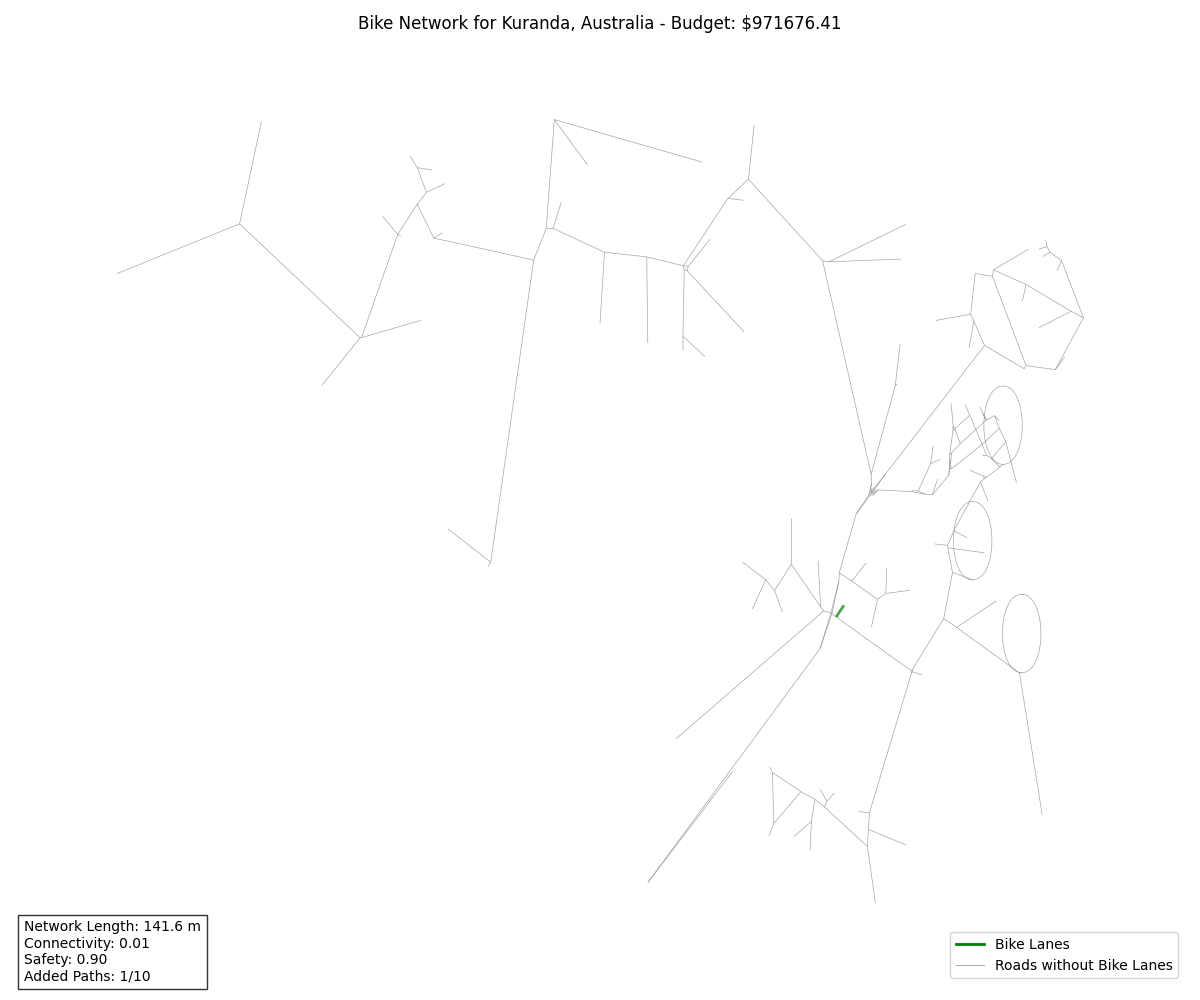 Bike Network for Kuranda, Australia - Budget: $971676.41
Network Length: 141.6 m
Connectivity: 0.01
Safety: 0.90
Added Paths: 1/10
Bike Lanes
Roads without Bike Lanes